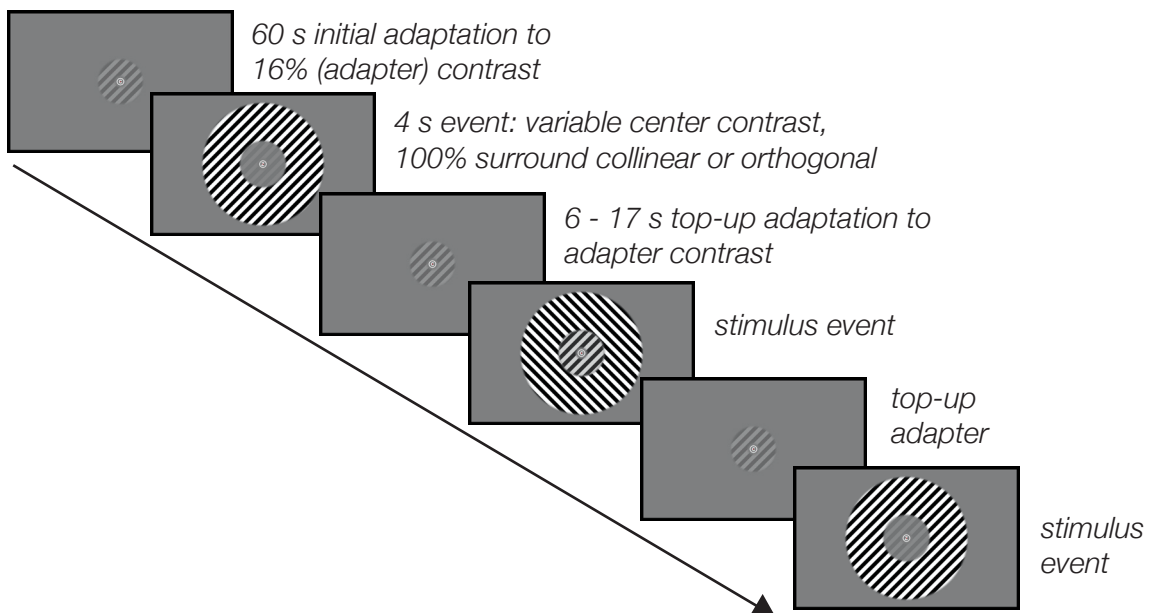 60 s initial adaptation to
16% (adapter) contrast
4 s event: variable center contrast,
100% surround collinear or orthogonal
6 - 17 s top-up adaptation to
adapter contrast
stimulus event
top-up
adapter
stimulus
event